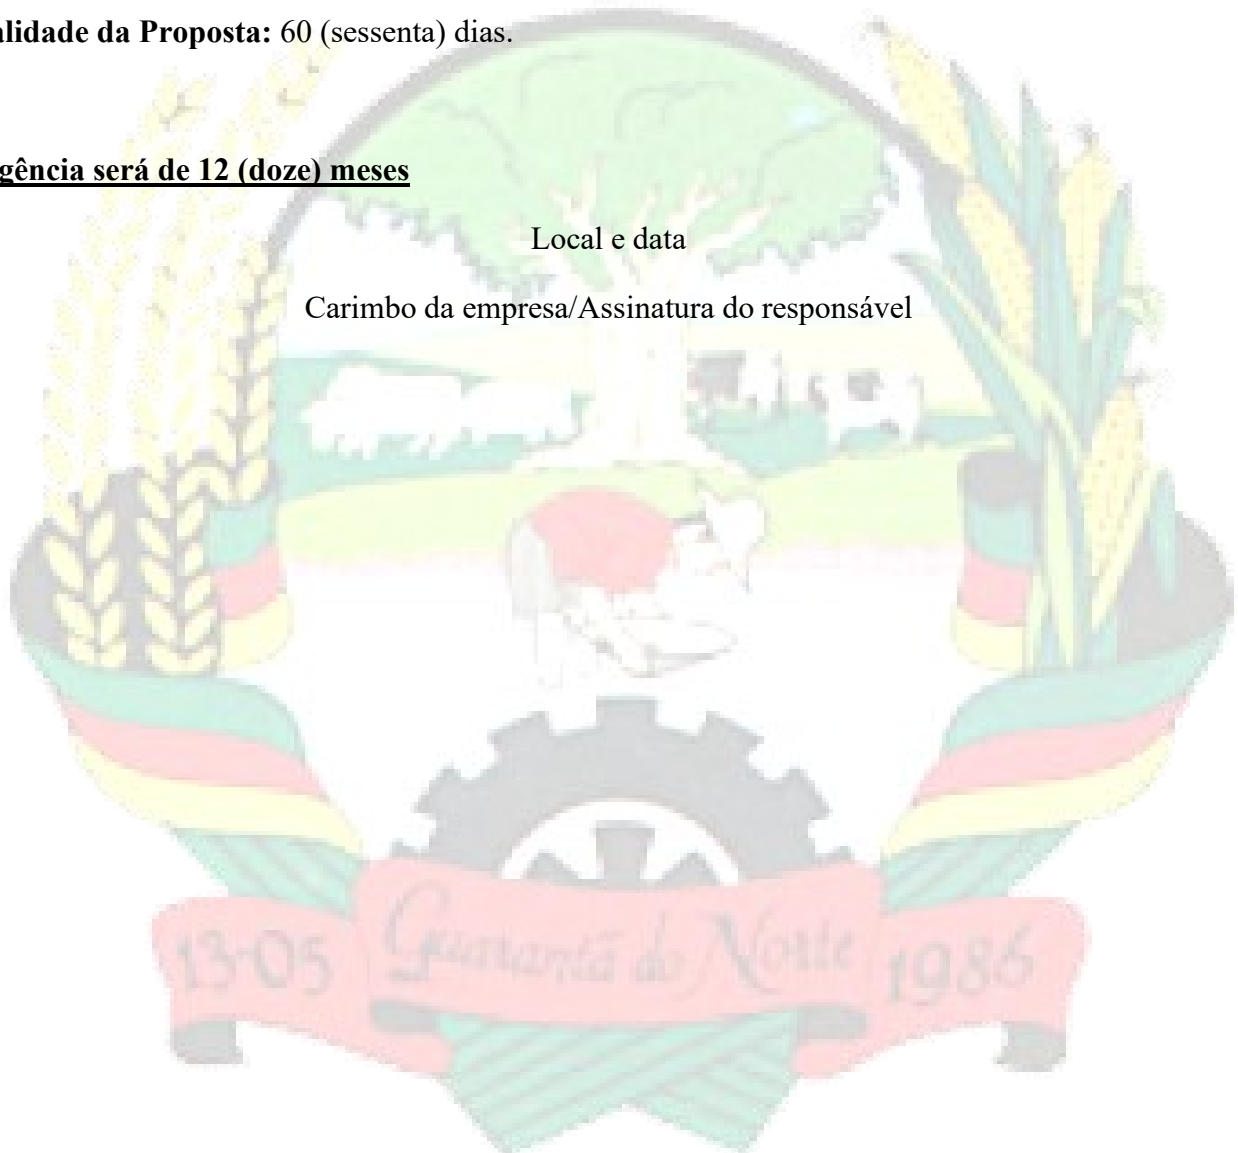 alidade da Proposta: 60 (sessenta) dias.
gência será de 12 (doze) meses
Local e data
Carimbo da empresa/Assinatura do responsável
13-05 Guarantã do Norte 1986